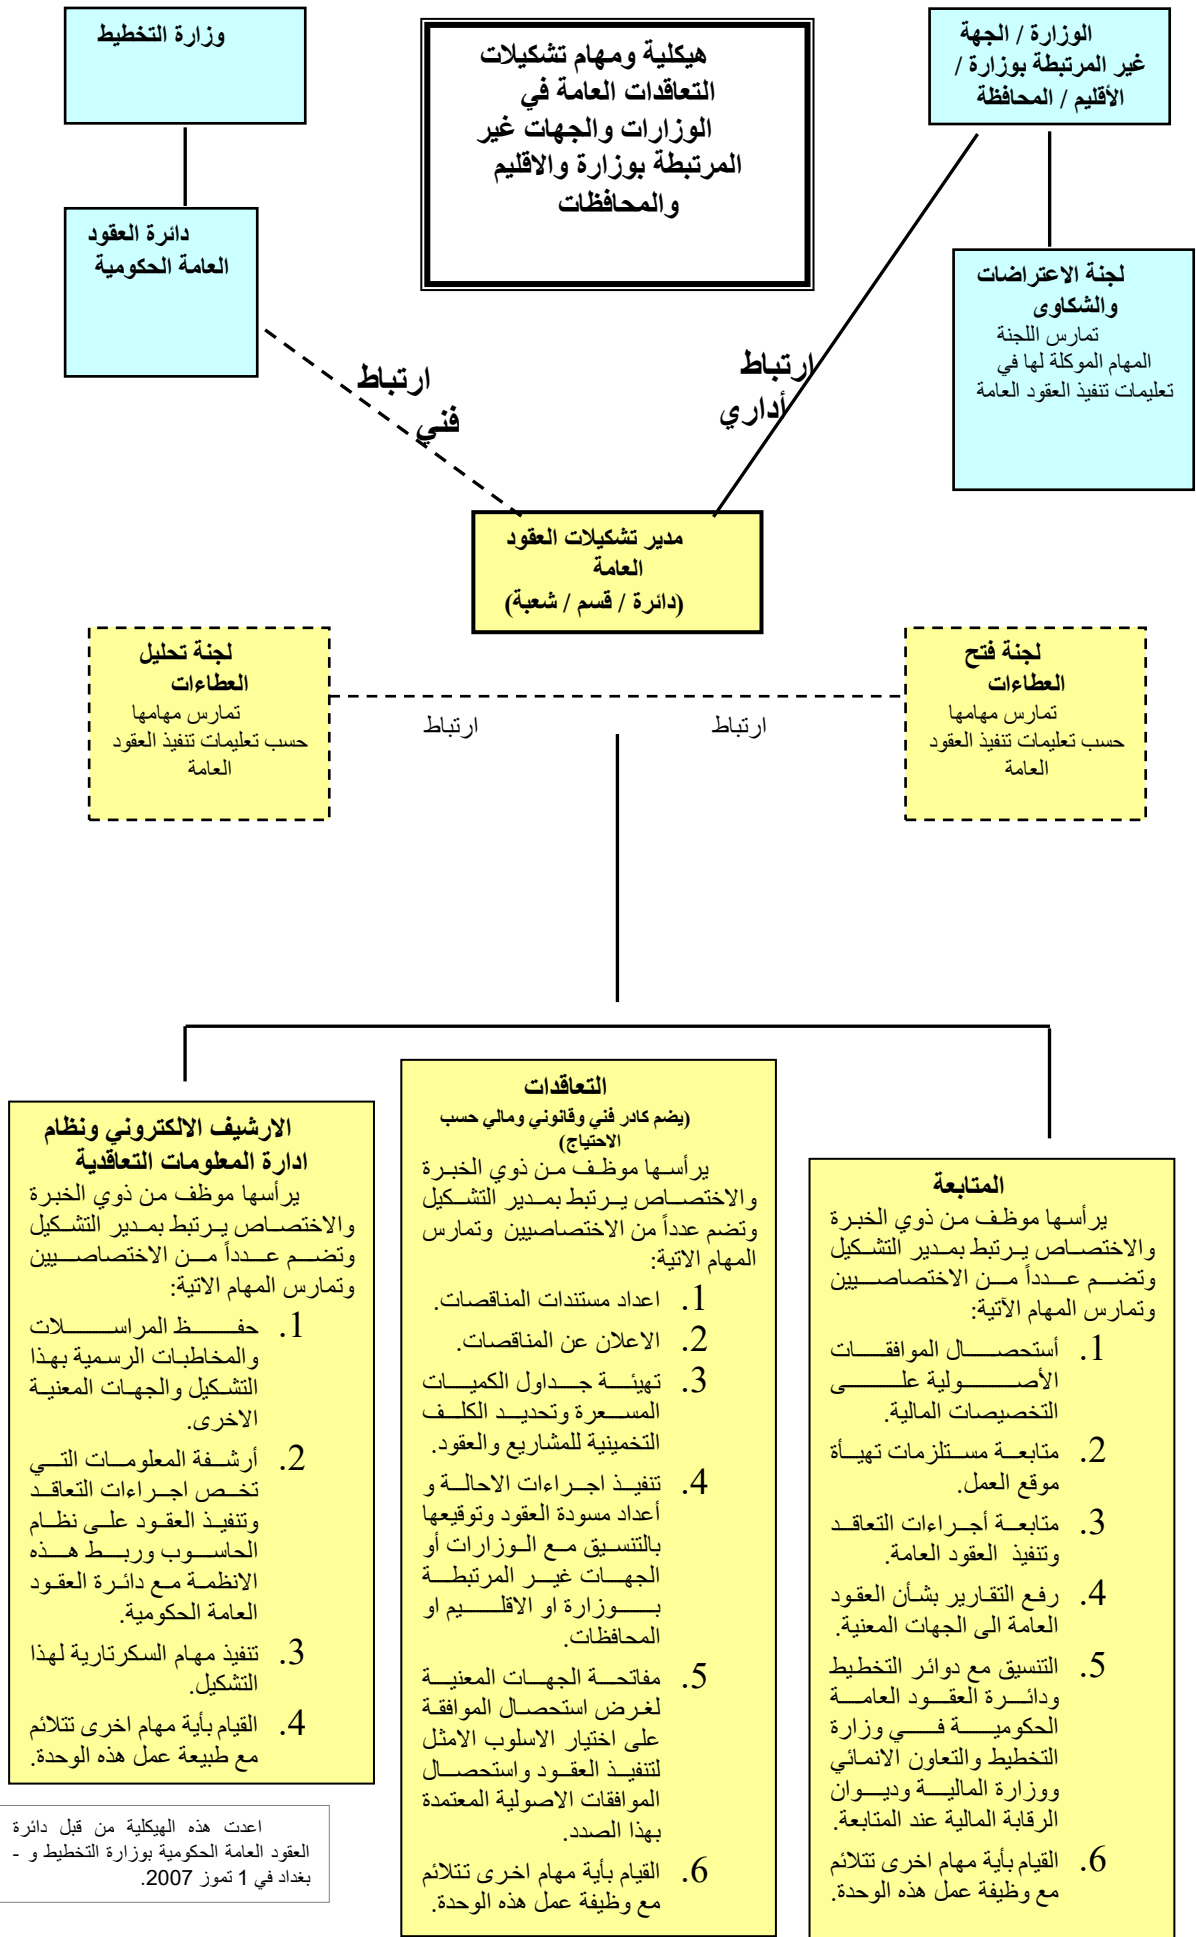 الوزارة / الجهة
غير المرتبطة بوزارة /
الأقليم / المحافظة
هيكلية ومهام تشكيلات
التعاقدات العامة في
الوزارات والجهات غير
المرتبطة بوزارة والاقليم
والمحافظات
وزارة التخطيط
دائرة العقود
العامة الحكومية
لجنة الاعتراضات
والشكاوى
تمارس اللجنة
المهام الموكلة لها في
تعليمات تنفيذ العقود العامة
ارتباط
أداري
ارتباط
فني
مدير تشكيلات العقود
العامة
(دائرة / قسم / شعبة)
لجنة فتح
العطاءات
تمارس مهامها
حسب تعليمات تنفيذ العقود
العامة
ارتباط
ارتباط
لجنة تحليل
العطاءات
تمارس مهامها
حسب تعليمات تنفيذ العقود
العامة
المتابعة
يرأسها موظف من ذوي الخبرة
والاختصاص يرتبط بمدير التشكيل
وتضم عدداً من الاختصاصيين
وتمارس المهام الآتية:
1. أستحصال الموافقات
الأصولية على
التخصيصات المالية.
2. متابعة مستلزمات تهيأة
موقع العمل.
3. متابعة أجراءات التعاقد
وتنفيذ العقود العامة.
4. رفع التقارير بشأن العقود
العامة الى الجهات المعنية.
5. التنسيق مع دوائر التخطيط
ودائرة العقود العامة
الحكومية في وزارة
التخطيط والتعاون الانمائي
ووزارة المالية وديوان
الرقابة المالية عند المتابعة.
6. القيام بأية مهام اخرى تتلائم
مع وظيفة عمل هذه الوحدة.
التعاقدات
(يضم كادر فني وقانوني ومالي حسب
الاحتياج)
يرأسها موظف من ذوي الخبرة
والاختصاص يرتبط بمدير التشكيل
وتضم عدداً من الاختصاصيين وتمارس
المهام الاتية:
1. اعداد مستندات المناقصات.
2. الاعلان عن المناقصات.
3. تهيئة جداول الكميات
المسعرة وتحديد الكلف
التخمينية للمشاريع والعقود.
4. تنفيذ اجراءات الاحالة و
أعداد مسودة العقود وتوقيعها
بالتنسيق مع الوزارات أو
الجهات غير المرتبطة
بوزارة او الاقليم او
المحافظات.
5. مفاتحة الجهات المعنية
لغرض استحصال الموافقة
على اختيار الاسلوب الامثل
لتنفيذ العقود واستحصال
الموافقات الاصولية المعتمدة
بهذا الصدد.
6. القيام بأية مهام اخرى تتلائم
مع وظيفة عمل هذه الوحدة.
الارشيف الالكتروني ونظام
ادارة المعلومات التعاقدية
يرأسها موظف من ذوي الخبرة
والاختصاص يرتبط بمدير التشكيل
وتضم عدداً من الاختصاصيين
وتمارس المهام الاتية:
1. حفظ المراسلات
والمخاطبات الرسمية بهذا
التشكيل والجهات المعنية
الاخرى.
2. أرشفة المعلومات التي
تخص اجراءات التعاقد
وتنفيذ العقود على نظام
الحاسوب وربط هذه
الانظمة مع دائرة العقود
العامة الحكومية.
3. تنفيذ مهام السكرتارية لهذا
التشكيل.
4. القيام بأية مهام اخرى تتلائم
مع طبيعة عمل هذه الوحدة.
اعدت هذه الهيكلية من قبل دائرة
العقود العامة الحكومية بوزارة التخطيط و -
بغداد في 1 تموز 2007.